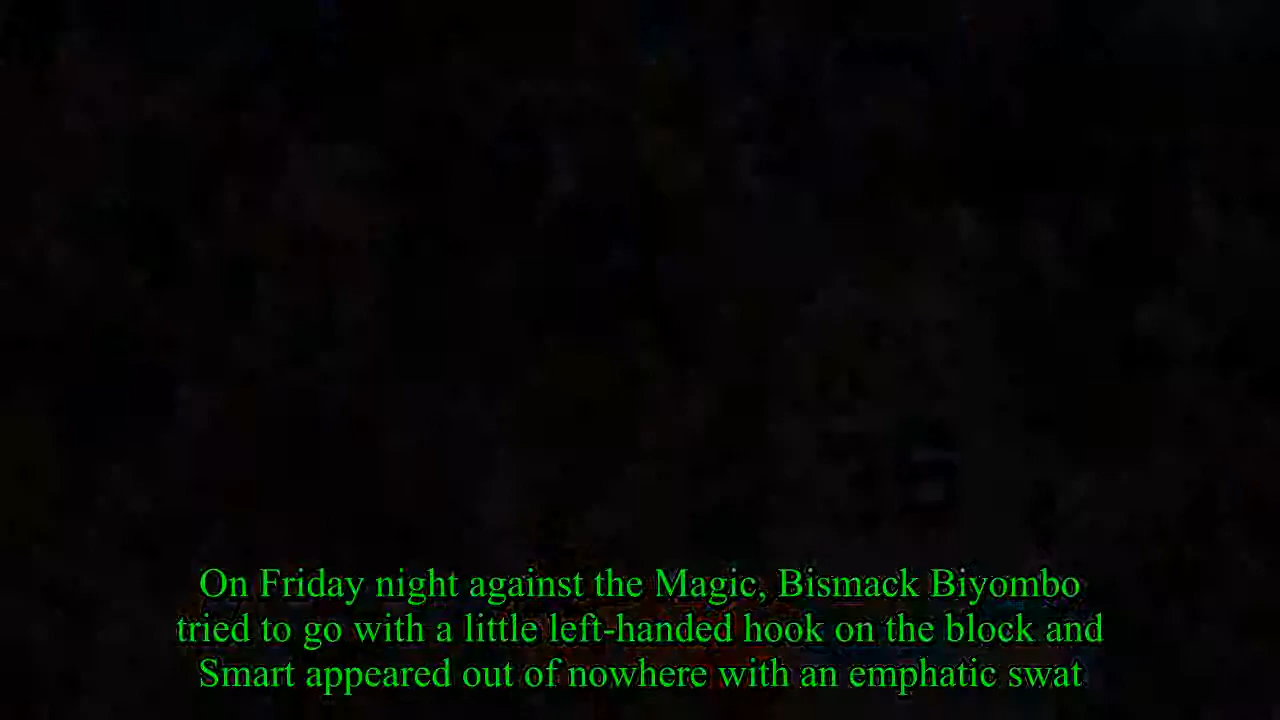 On Friday night against the Magic, Bismack Biyombo
tried to go with a little left-handed hook on the block and
Smart appeared out of nowhere with an emphatic swat